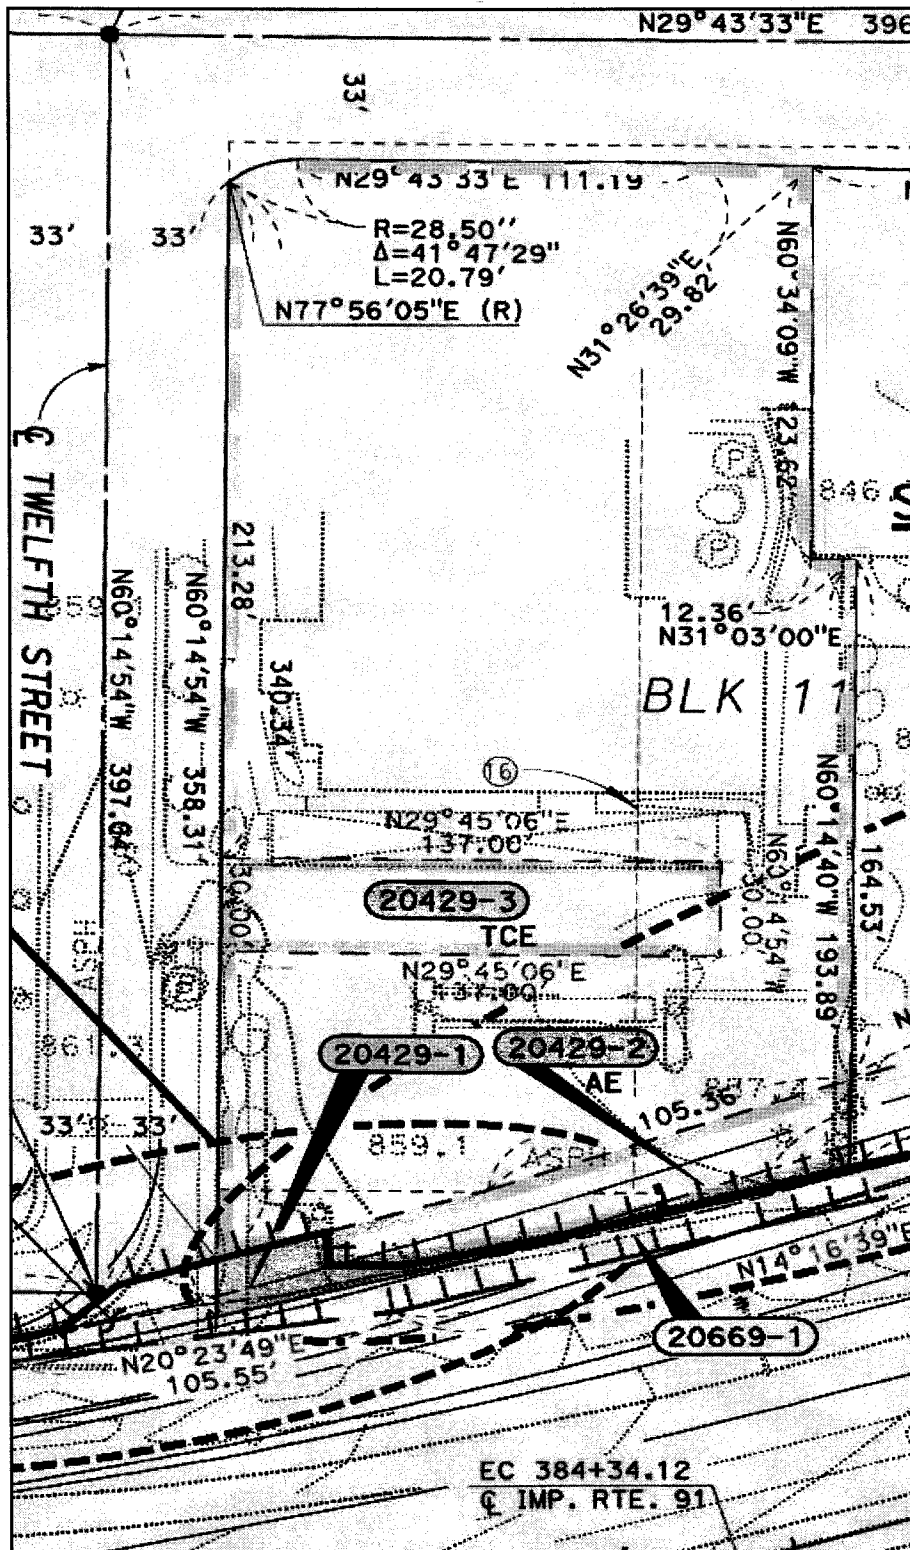 N29°43'33"E 396
33'
N29°43'33"E 111.19
33'
33'
R=28.50''
Δ=41°47'29"
L=20.79'
N77°56'05"E (R)
N31°26'39"E
29.82'
N60°34'09"W 123.62'
℄ TWELFTH STREET
846
213.28'
12.36'
N31°03'00"E
N60°14'54"W 397.64'
N60°14'54"W 358.31'
340.34'
BLK 11
16
N29°45'06"E
137.00'
N60°14'40"W 193.89'
164.53'
30.00'
20429-3
TCE
30.00'
N60°14'54"W
ASPH
N29°45'06"E
137.00'
20429-1
20429-2
AE
105.36'
33'
33'
859.1
ASPH
N14°16'39"E
20669-1
N20°23'49"E
105.55'
EC 384+34.12
℄ IMP. RTE. 91